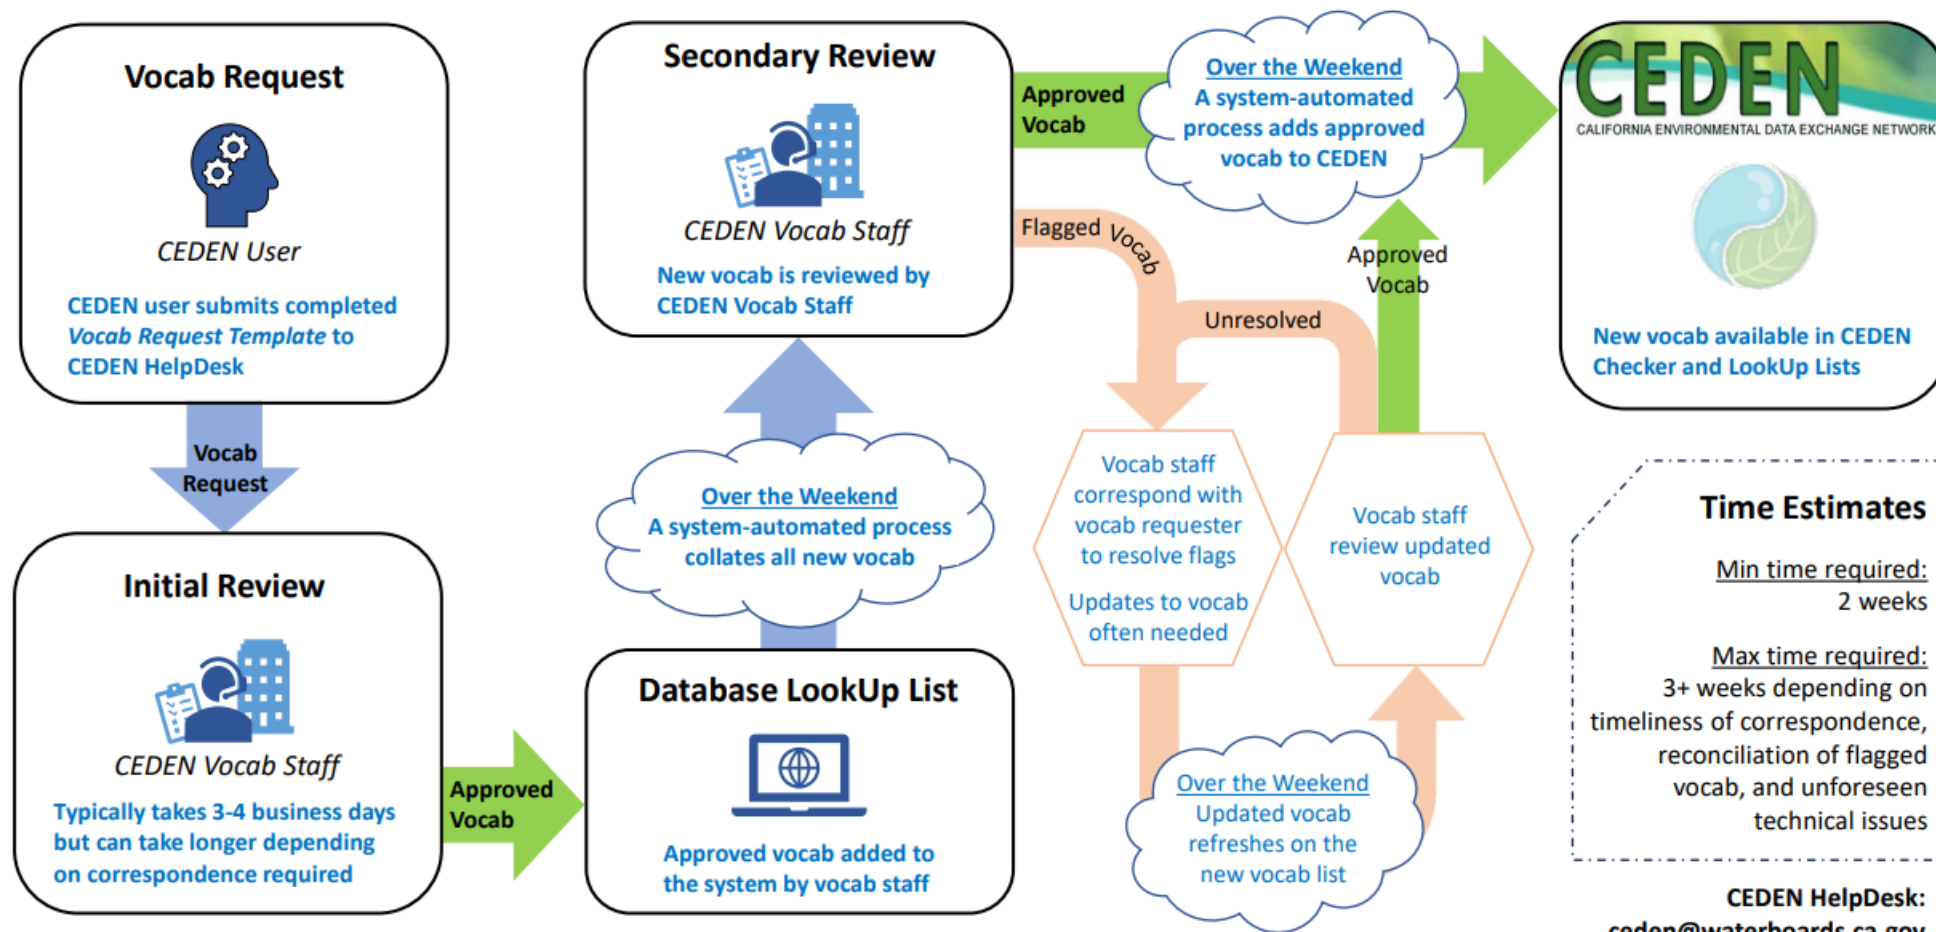 Vocab Request
CEDEN User
CEDEN user submits completed
Vocab Request Template to
CEDEN HelpDesk
Vocab
Request
Initial Review
CEDEN Vocab Staff
Typically takes 3-4 business days
but can take longer depending
on correspondence required
Approved
Vocab
Database LookUp List
Approved vocab added to
the system by vocab staff
Over the Weekend
A system-automated process
collates all new vocab
Secondary Review
CEDEN Vocab Staff
New vocab is reviewed by
CEDEN Vocab Staff
Approved
Vocab
Over the Weekend
A system-automated
process adds approved
vocab to CEDEN
Flagged Vocab
Unresolved
Approved
Vocab
Vocab staff
correspond with
vocab requester
to resolve flags
Updates to vocab
often needed
Over the Weekend
Updated vocab
refreshes on the
new vocab list
Vocab staff
review updated
vocab
CEDEN
CALIFORNIA ENVIRONMENTAL DATA EXCHANGE NETWORK
New vocab available in CEDEN
Checker and LookUp Lists
Time Estimates
Min time required:
2 weeks
Max time required:
3+ weeks depending on
timeliness of correspondence,
reconciliation of flagged
vocab, and unforeseen
technical issues
CEDEN HelpDesk:
ceden@waterboards.ca.gov